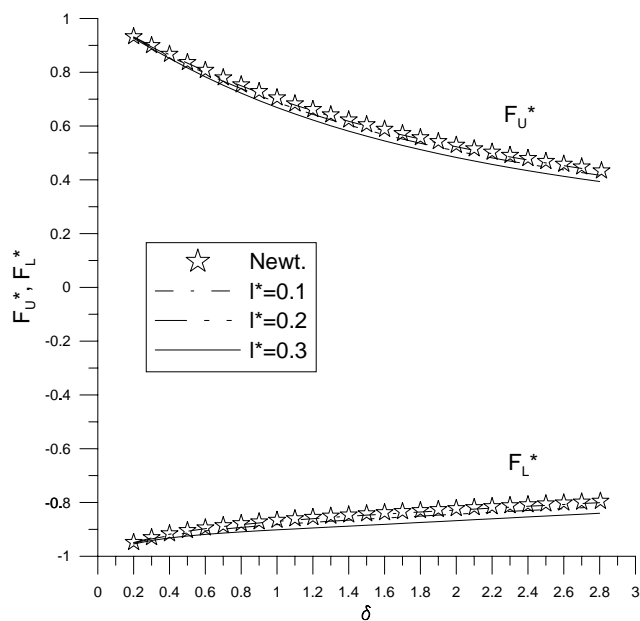 1
0.8
0.6
0.4
0.2
0
-0.2
-0.4
-0.6
-0.8
-1
F_U*, F_L*
F_U*
Newt.
l*=0.1
l*=0.2
l*=0.3
F_L*
0 0.2 0.4 0.6 0.8 1 1.2 1.4 1.6 1.8 2 2.2 2.4 2.6 2.8 3
δ